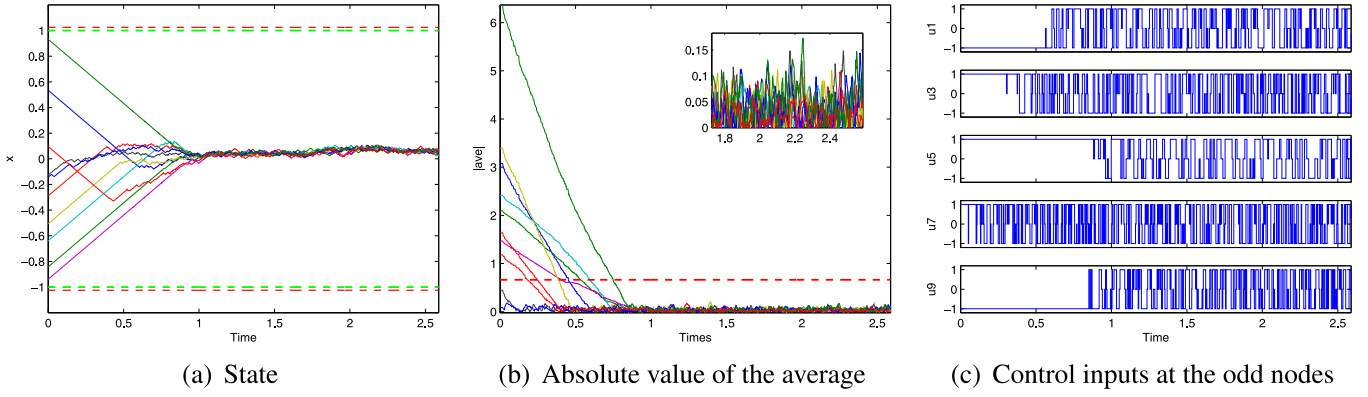 1
0.8
0.6
0.4
0.2
0
−0.2
−0.4
−0.6
−0.8
−1
x
0 0.5 1 1.5 2 2.5
Time
(a) State
6
5
4
3
2
1
0
|ave|
0.15
0.1
0.05
0
1.8 2 2.2 2.4
0 0.5 1 1.5 2 2.5
Times
(b) Absolute value of the average
u1
1
0
−1
u3
1
0
−1
u5
1
0
−1
u7
1
0
−1
u9
1
0
−1
0 0.5 1 1.5 2 2.5
Time
(c) Control inputs at the odd nodes